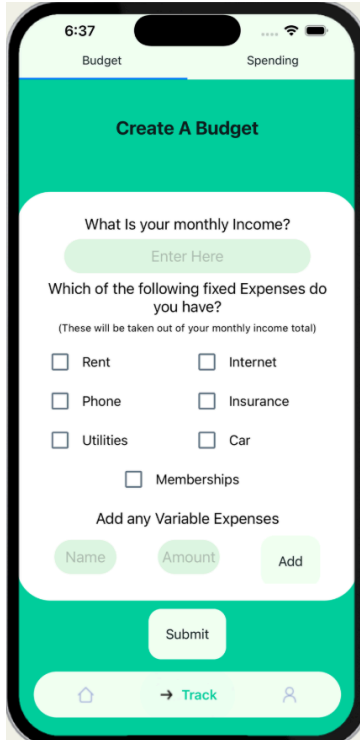 6:37
Budget
Spending
Create A Budget
What Is your monthly Income?
Enter Here
Which of the following fixed Expenses do
you have?
(These will be taken out of your monthly income total)
Rent
Internet
Phone
Insurance
Utilities
Car
Memberships
Add any Variable Expenses
Name
Amount
Add
Submit
→ Track